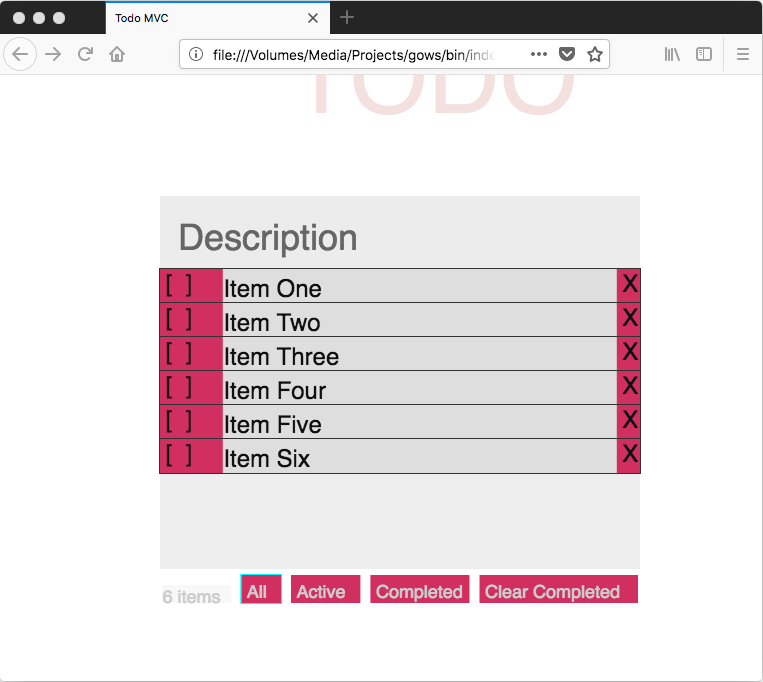 Todo MVC
file:///Volumes/Media/Projects/gows/bin/inde
TODO
Description
[ ] Item One X
[ ] Item Two X
[ ] Item Three X
[ ] Item Four X
[ ] Item Five X
[ ] Item Six X
6 items All Active Completed Clear Completed